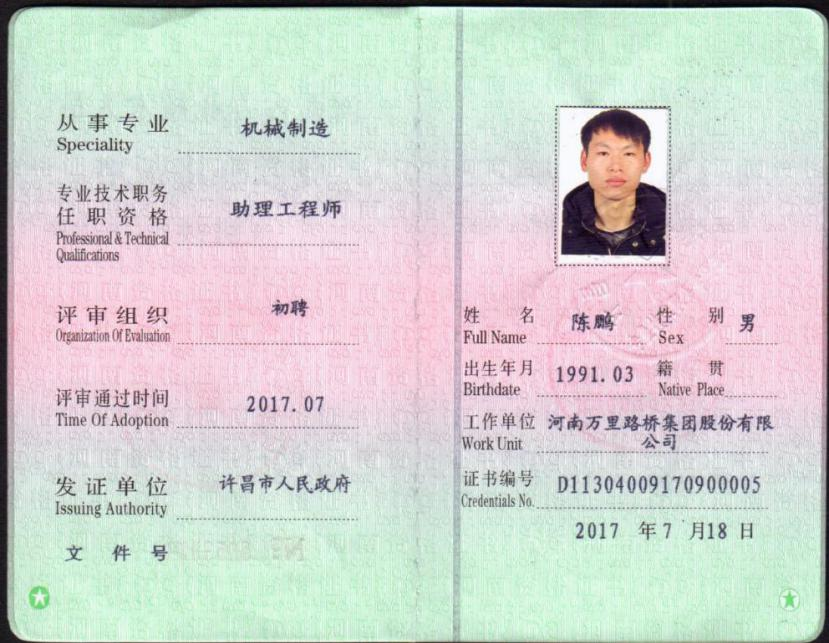 从事专业 机械制造
Speciality
专业技术职务
任职资格 助理工程师
Professional & Technical
Qualifications
评审组织 初聘
Organization Of Evaluation
评审通过时间 2017.07
Time Of Adoption
发证单位 许昌市人民政府
Issuing Authority
文件号
姓名 陈鹏 性别 男
Full Name Sex
出生年月 1991.03 籍贯
Birthdate Native Place
工作单位 河南万里路桥集团股份有限
公司
Work Unit
证书编号 D11304009170900005
Credentials No.
2017 年 7 月 18 日